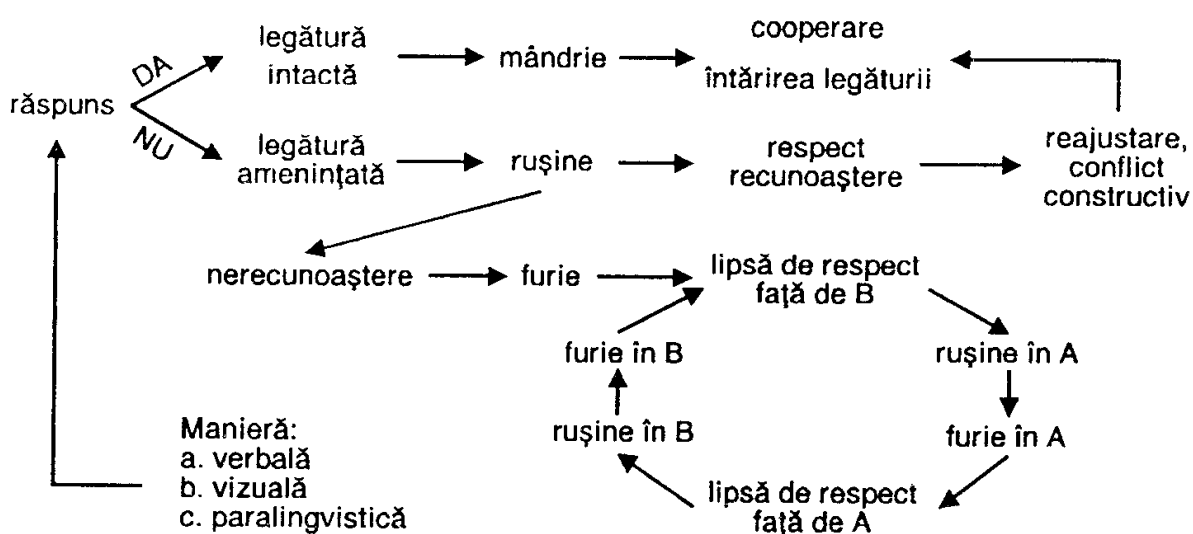 răspuns
DA
NU
legătură
intactă
mândrie
cooperare
întărirea legăturii
legătură
amenințată
rușine
respect
recunoaștere
reajustare,
conflict
constructiv
nerecunoaștere
furie
lipsă de respect
față de B
furie în B
rușine în A
rușine în B
furie în A
lipsă de respect
față de A
Manieră:
a. verbală
b. vizuală
c. paralingvistică